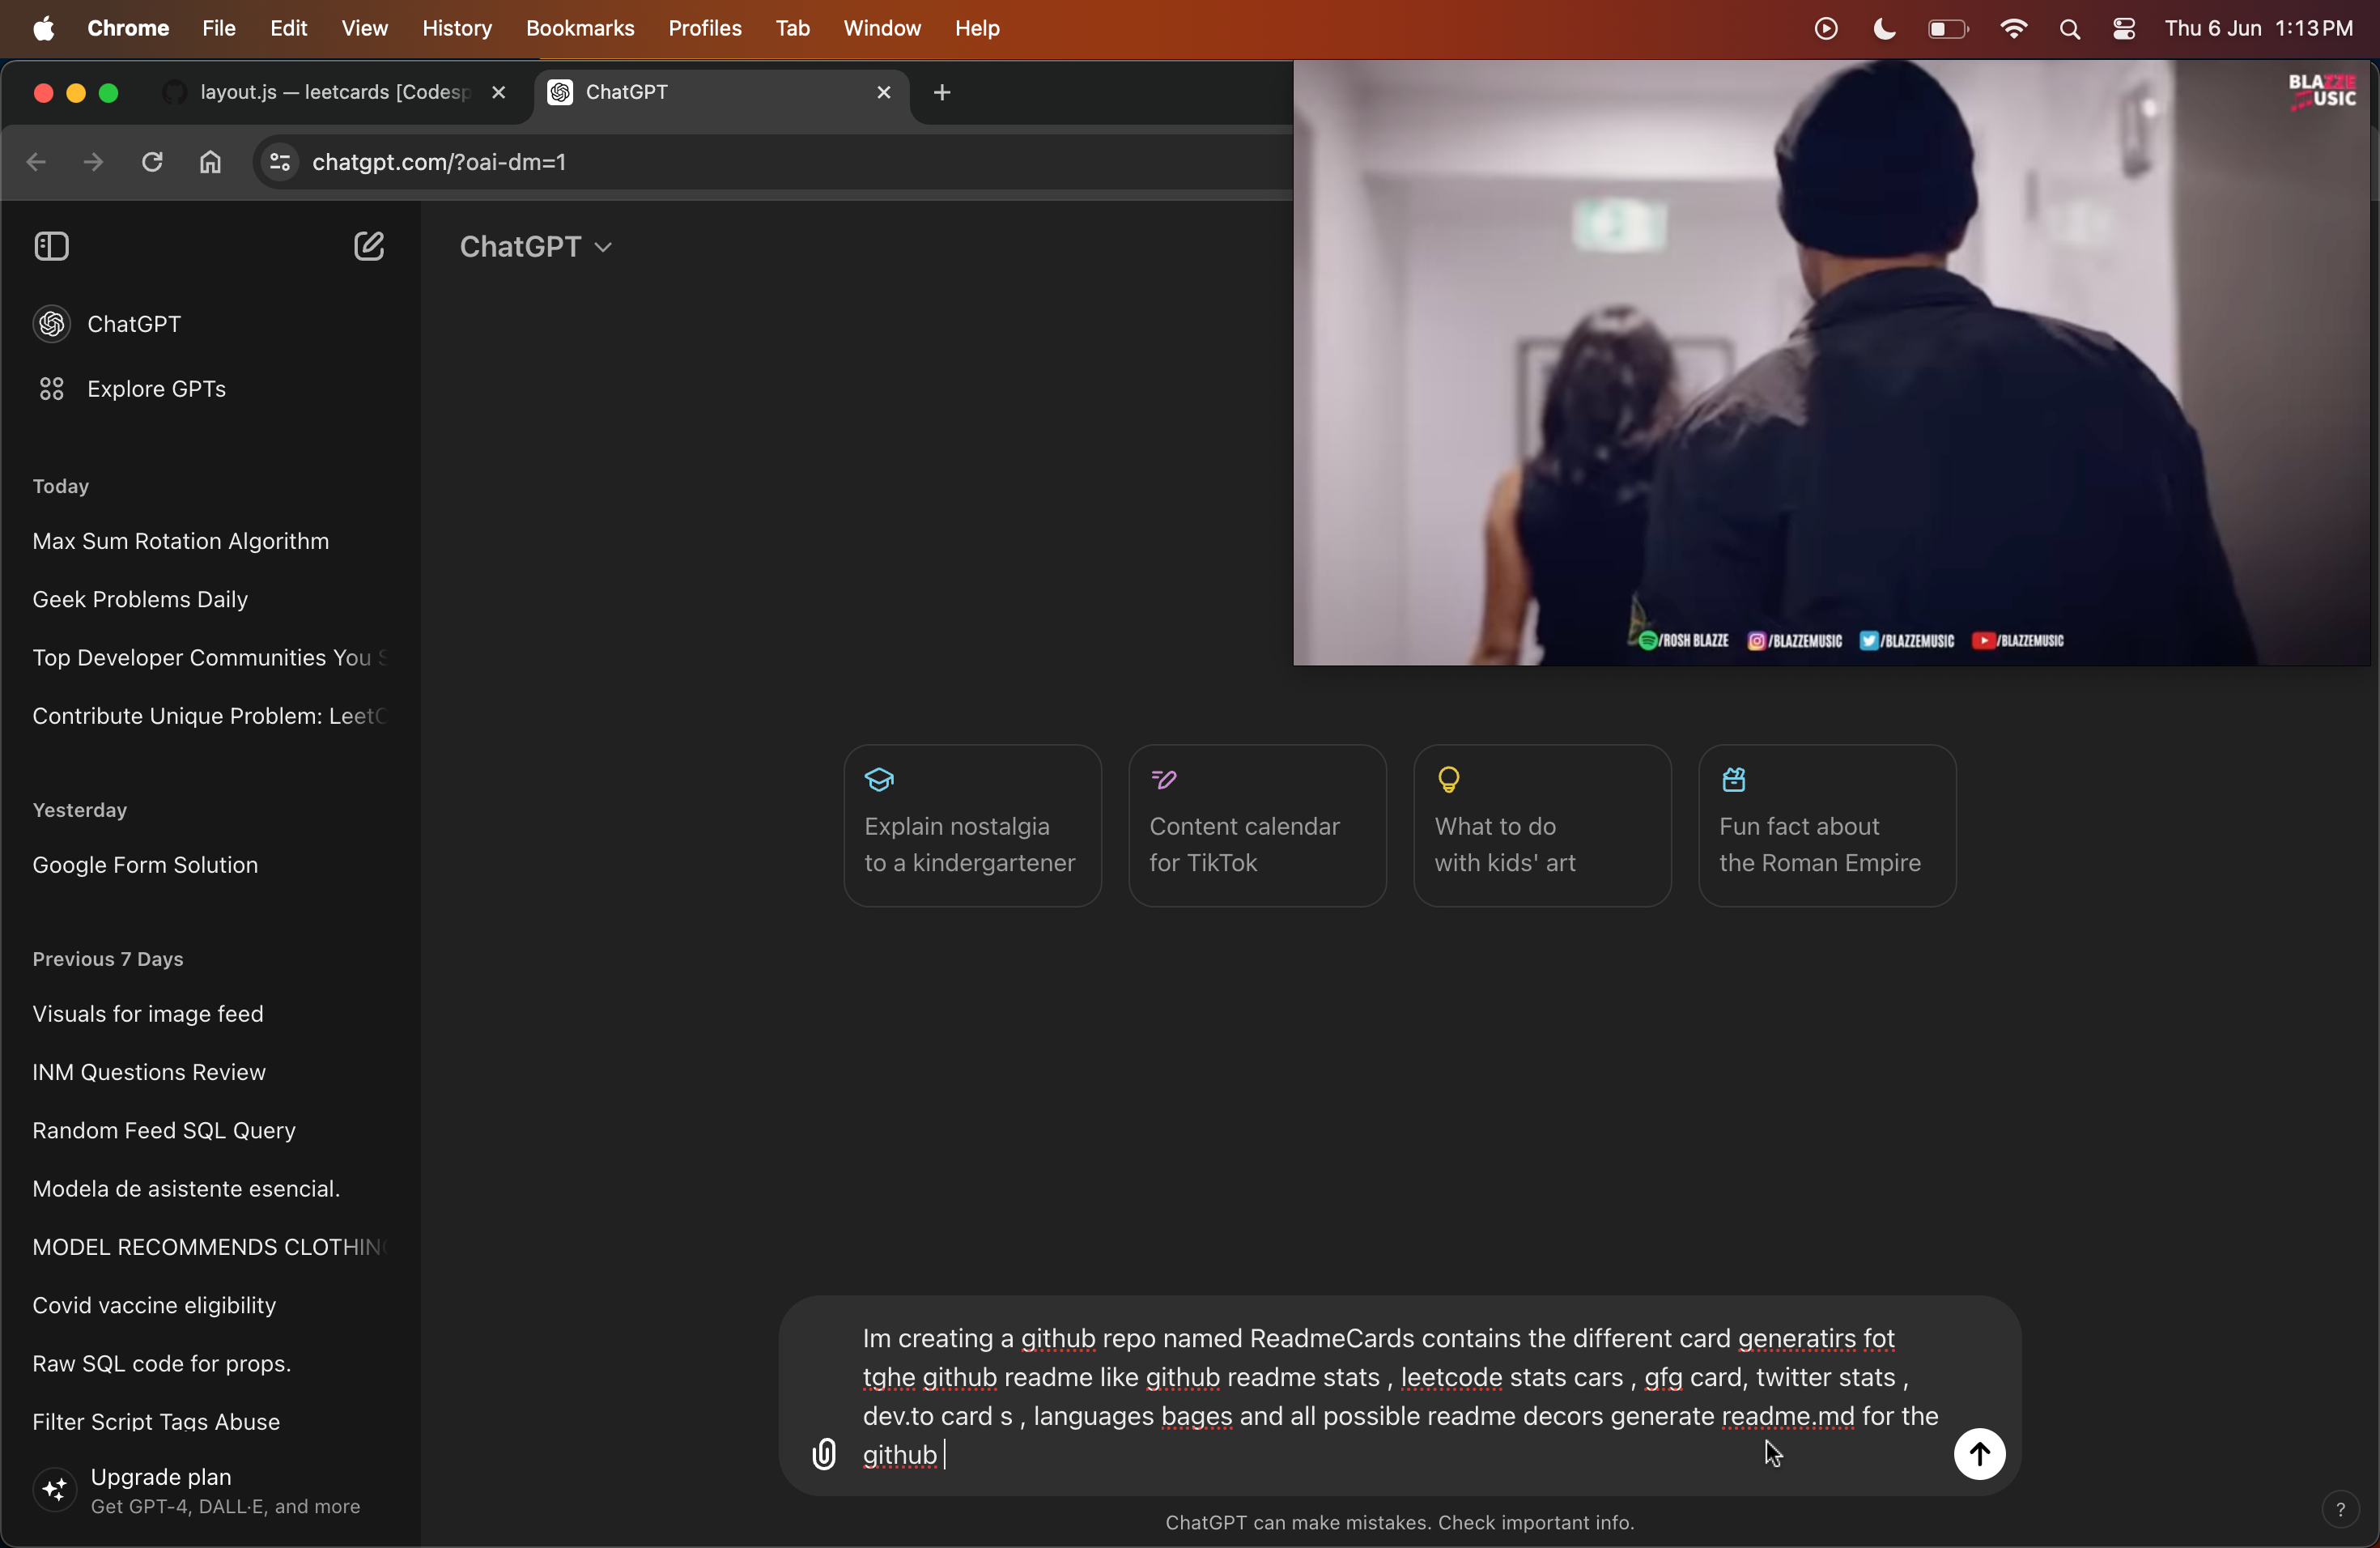 Chrome File Edit View History Bookmarks Profiles Tab Window Help Thu 6 Jun 1:13 PM
layout.js — leetcards [Codesp
ChatGPT
chatgpt.com/?oai-dm=1
BLAZZE
MUSIC
/ROSH BLAZZE /BLAZZEMUSIC /BLAZZEMUSIC /BLAZZEMUSIC
ChatGPT
ChatGPT
Explore GPTs
Today
Max Sum Rotation Algorithm
Geek Problems Daily
Top Developer Communities You S
Contribute Unique Problem: LeetC
Yesterday
Google Form Solution
Previous 7 Days
Visuals for image feed
INM Questions Review
Random Feed SQL Query
Modela de asistente esencial.
MODEL RECOMMENDS CLOTHING
Covid vaccine eligibility
Raw SQL code for props.
Filter Script Tags Abuse
Upgrade plan
Get GPT-4, DALL·E, and more
Explain nostalgia
to a kindergartener
Content calendar
for TikTok
What to do
with kids' art
Fun fact about
the Roman Empire
Im creating a github repo named ReadmeCards contains the different card generatirs fot
tghe github readme like github readme stats , leetcode stats cars , gfg card, twitter stats ,
dev.to card s , languages bages and all possible readme decors generate readme.md for the
github
ChatGPT can make mistakes. Check important info.
?